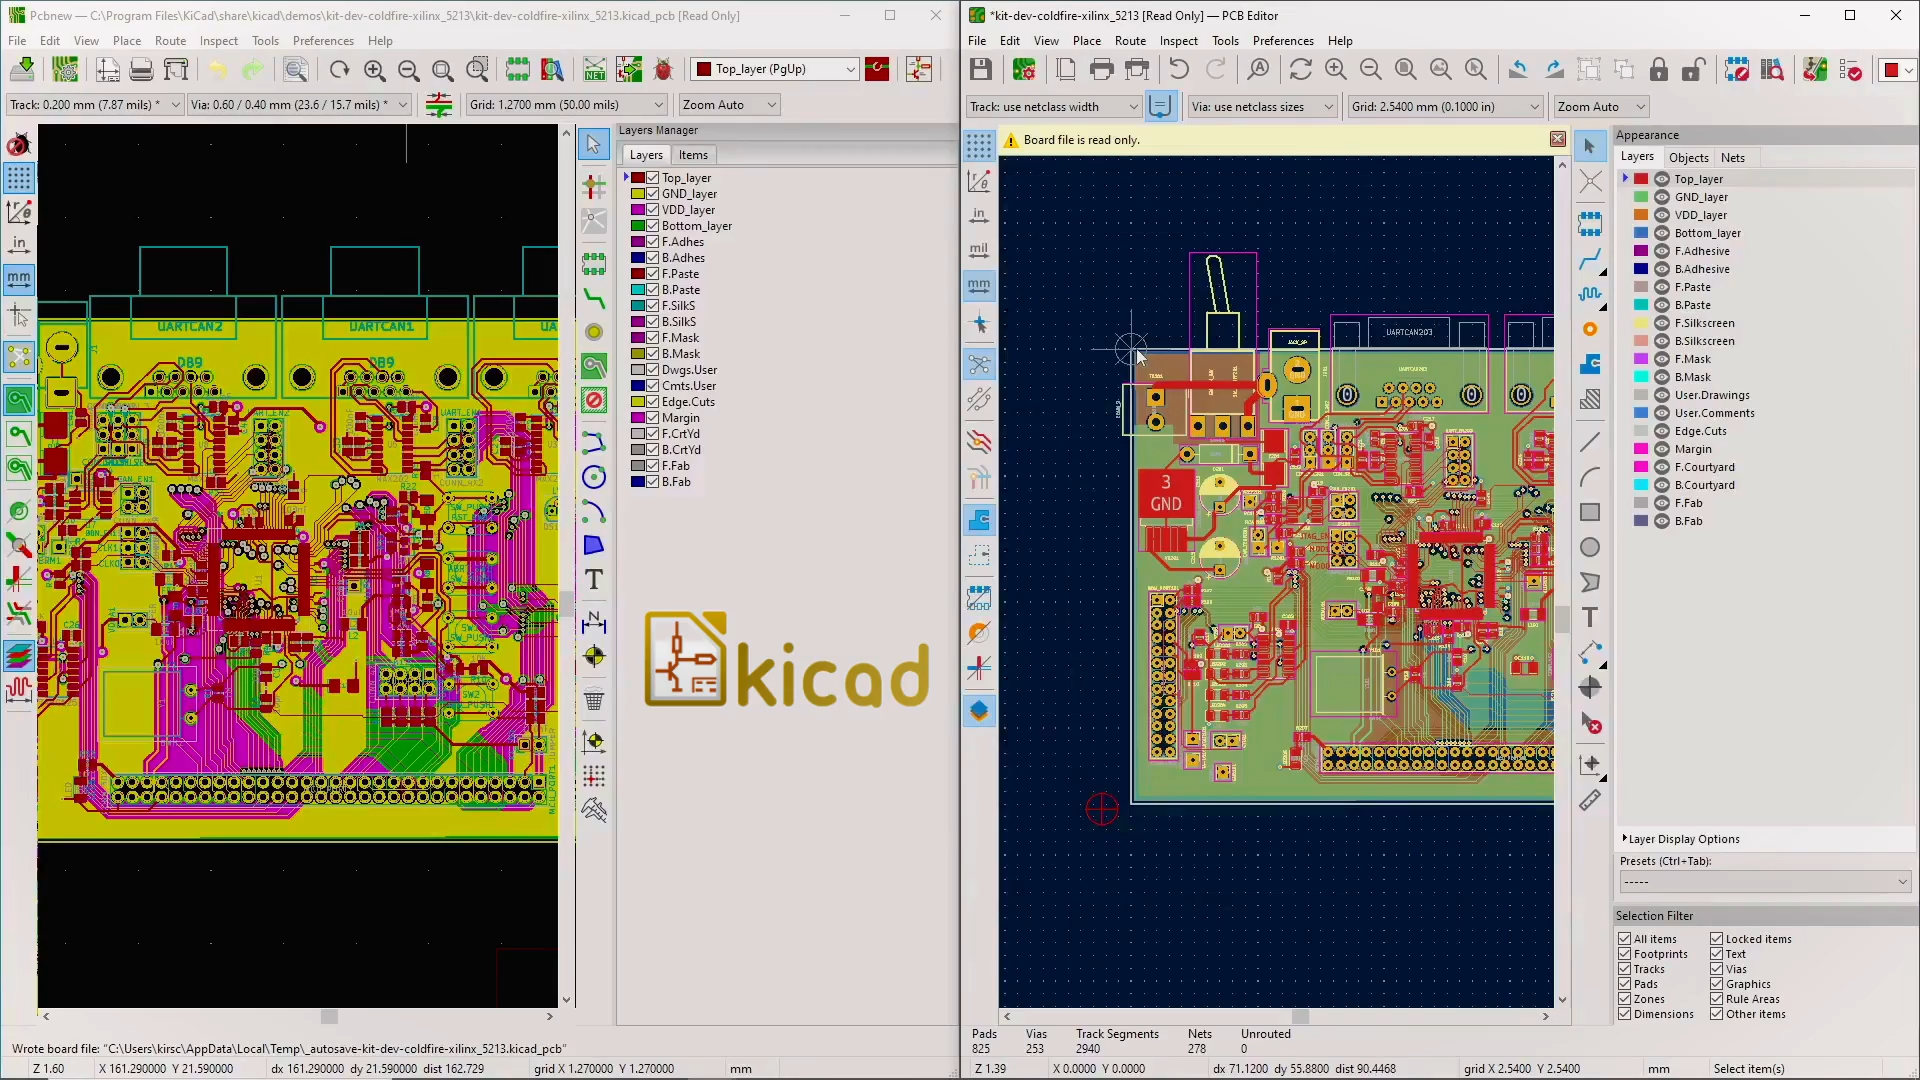 Pcbnew — C:\Program Files\KiCad\share\kicad\demos\kit-dev-coldfire-xilinx_5213\kit-dev-coldfire-xilinx_5213.kicad_pcb [Read Only]
File Edit View Place Route Inspect Tools Preferences Help
NET
Top_layer (PgUp)
Track: 0.200 mm (7.87 mils) *
Via: 0.60 / 0.40 mm (23.6 / 15.7 mils) *
Grid: 1.2700 mm (50.00 mils)
Zoom Auto
in
mm
UARTCAN2
UARTCAN1
UA
DB9
DB9
T
N
Layers Manager
Layers Items
Top_layer
GND_layer
VDD_layer
Bottom_layer
F.Adhes
B.Adhes
F.Paste
B.Paste
F.SilkS
B.SilkS
F.Mask
B.Mask
Dwgs.User
Cmts.User
Edge.Cuts
Margin
F.CrtYd
B.CrtYd
F.Fab
B.Fab
kicad
Wrote board file: "C:\Users\kirsc\AppData\Local\Temp\_autosave-kit-dev-coldfire-xilinx_5213.kicad_pcb"
Z 1.60
X 161.290000 Y 21.590000
dx 161.290000 dy 21.590000 dist 162.729
grid X 1.270000 Y 1.270000
mm
*kit-dev-coldfire-xilinx_5213 [Read Only] — PCB Editor
File Edit View Place Route Inspect Tools Preferences Help
Track: use netclass width
Via: use netclass sizes
Grid: 2.5400 mm (0.1000 in)
Zoom Auto
Board file is read only.
in
mil
mm
UARTCAN203
3
GND
T
Appearance
Layers Objects Nets
Top_layer
GND_layer
VDD_layer
Bottom_layer
F.Adhesive
B.Adhesive
F.Paste
B.Paste
F.Silkscreen
B.Silkscreen
F.Mask
B.Mask
User.Drawings
User.Comments
Edge.Cuts
Margin
F.Courtyard
B.Courtyard
F.Fab
B.Fab
Layer Display Options
Presets (Ctrl+Tab):
-----
Selection Filter
All items Locked items
Footprints Text
Tracks Vias
Pads Graphics
Zones Rule Areas
Dimensions Other items
Pads Vias Track Segments Nets Unrouted
825 253 2940 278 0
Z 1.39
X 0.0000 Y 0.0000
dx 71.1200 dy 55.8800 dist 90.4468
grid X 2.5400 Y 2.5400
mm
Select item(s)